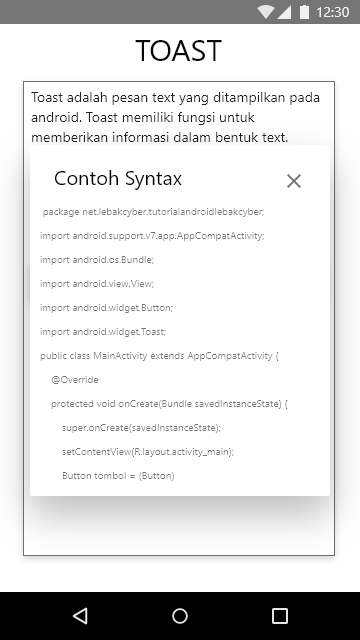 12:30
TOAST
Toast adalah pesan text yang ditampilkan pada
android. Toast memiliki fungsi untuk
memberikan informasi dalam bentuk text.
Contoh Syntax
package net.lebakcyber.tutorialandroidlebakcyber;
import android.support.v7.app.AppCompatActivity;
import android.os.Bundle;
import android.view.View;
import android.widget.Button;
import android.widget.Toast;
public class MainActivity extends AppCompatActivity {
@Override
protected void onCreate(Bundle savedInstanceState) {
super.onCreate(savedInstanceState);
setContentView(R.layout.activity_main);
Button tombol = (Button)